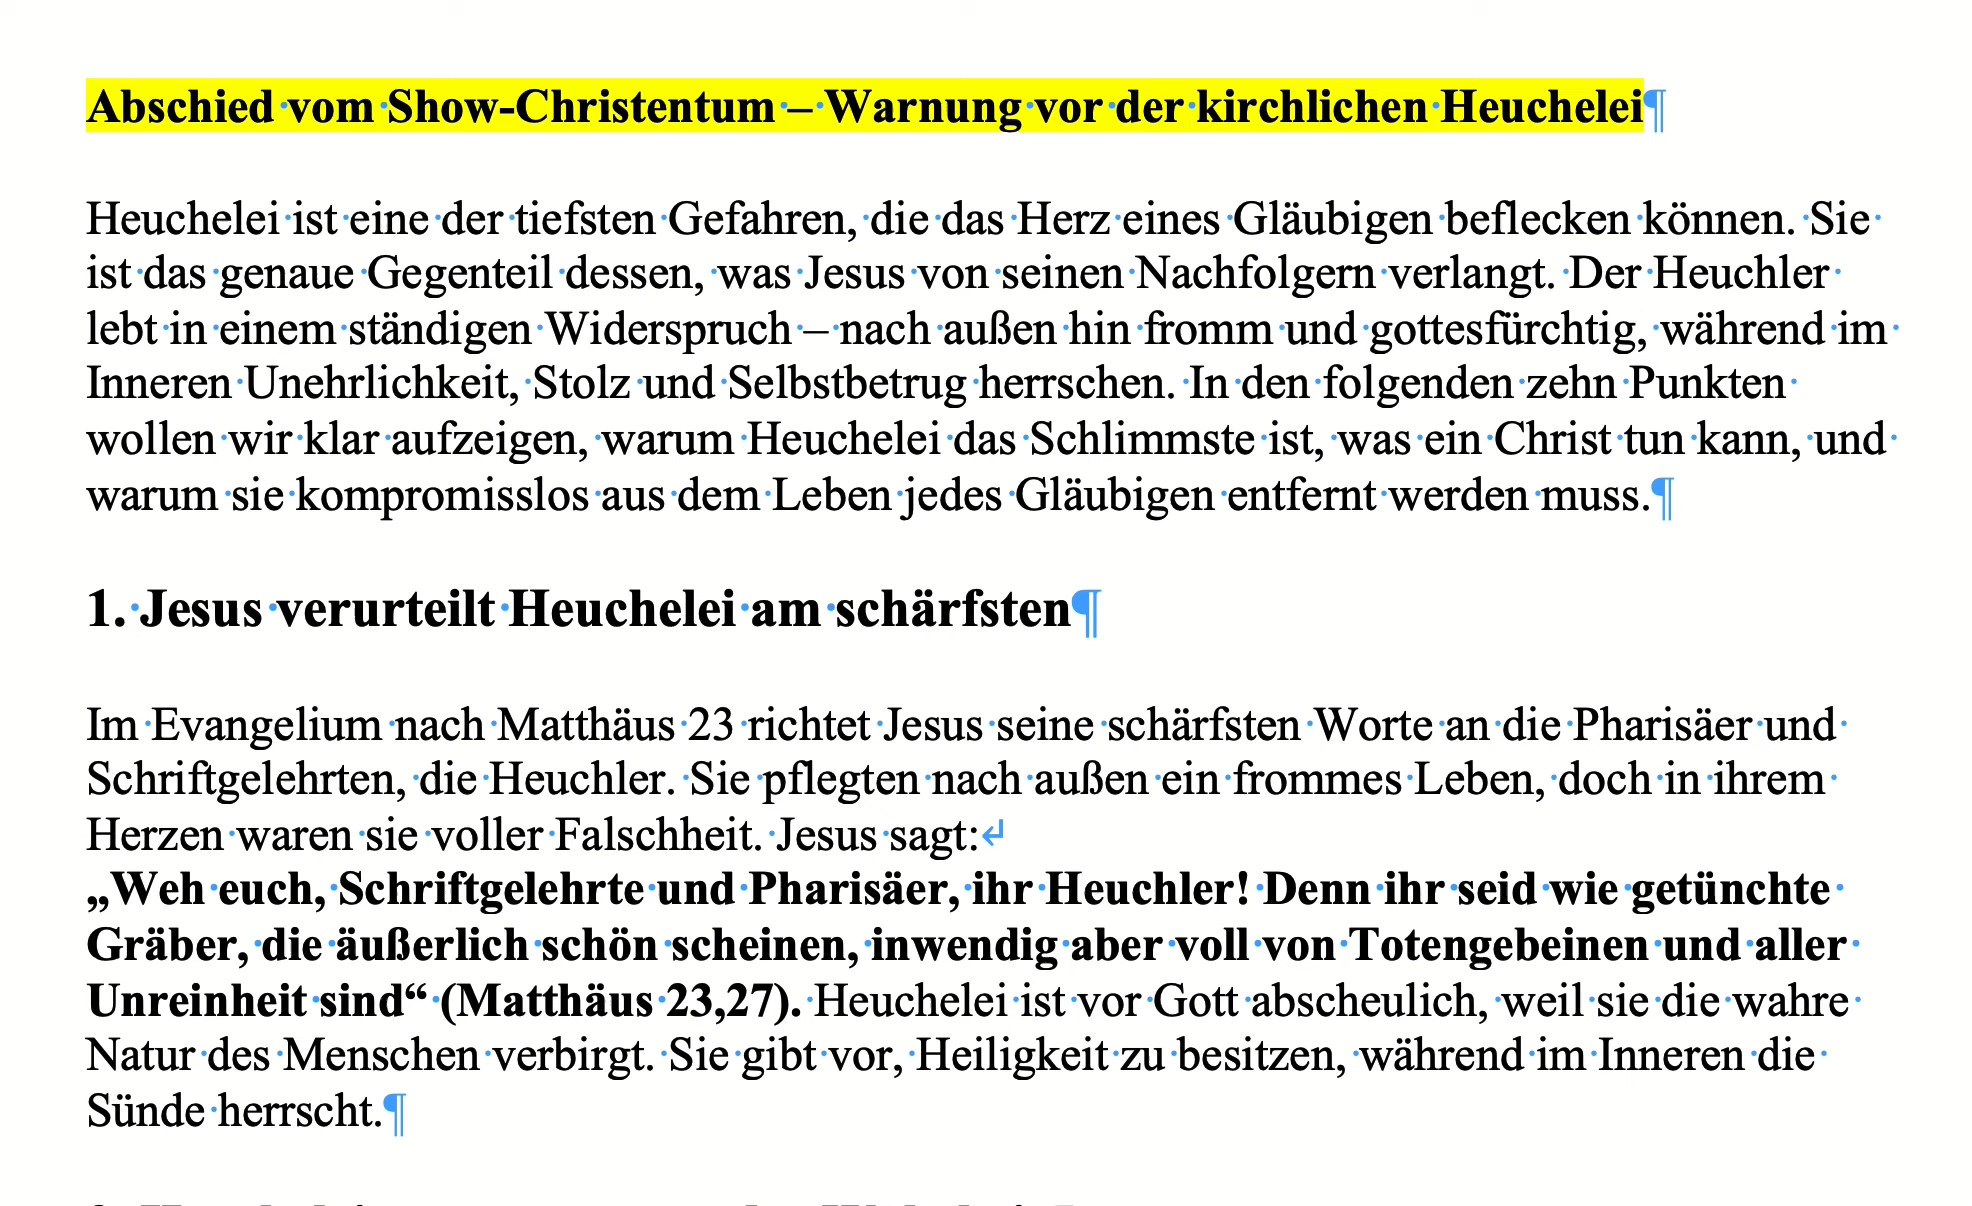 Abschied vom Show-Christentum – Warnung vor der kirchlichen Heuchelei
Heuchelei ist eine der tiefsten Gefahren, die das Herz eines Gläubigen beflecken können. Sie
ist das genaue Gegenteil dessen, was Jesus von seinen Nachfolgern verlangt. Der Heuchler
lebt in einem ständigen Widerspruch – nach außen hin fromm und gottesfürchtig, während im
Inneren Unehrlichkeit, Stolz und Selbstbetrug herrschen. In den folgenden zehn Punkten
wollen wir klar aufzeigen, warum Heuchelei das Schlimmste ist, was ein Christ tun kann, und
warum sie kompromisslos aus dem Leben jedes Gläubigen entfernt werden muss.
1. Jesus verurteilt Heuchelei am schärfsten
Im Evangelium nach Matthäus 23 richtet Jesus seine schärfsten Worte an die Pharisäer und
Schriftgelehrten, die Heuchler. Sie pflegten nach außen ein frommes Leben, doch in ihrem
Herzen waren sie voller Falschheit. Jesus sagt:
„Weh euch, Schriftgelehrte und Pharisäer, ihr Heuchler! Denn ihr seid wie getünchte
Gräber, die äußerlich schön scheinen, inwendig aber voll von Totengebeinen und aller
Unreinheit sind“ (Matthäus 23,27). Heuchelei ist vor Gott abscheulich, weil sie die wahre
Natur des Menschen verbirgt. Sie gibt vor, Heiligkeit zu besitzen, während im Inneren die
Sünde herrscht.